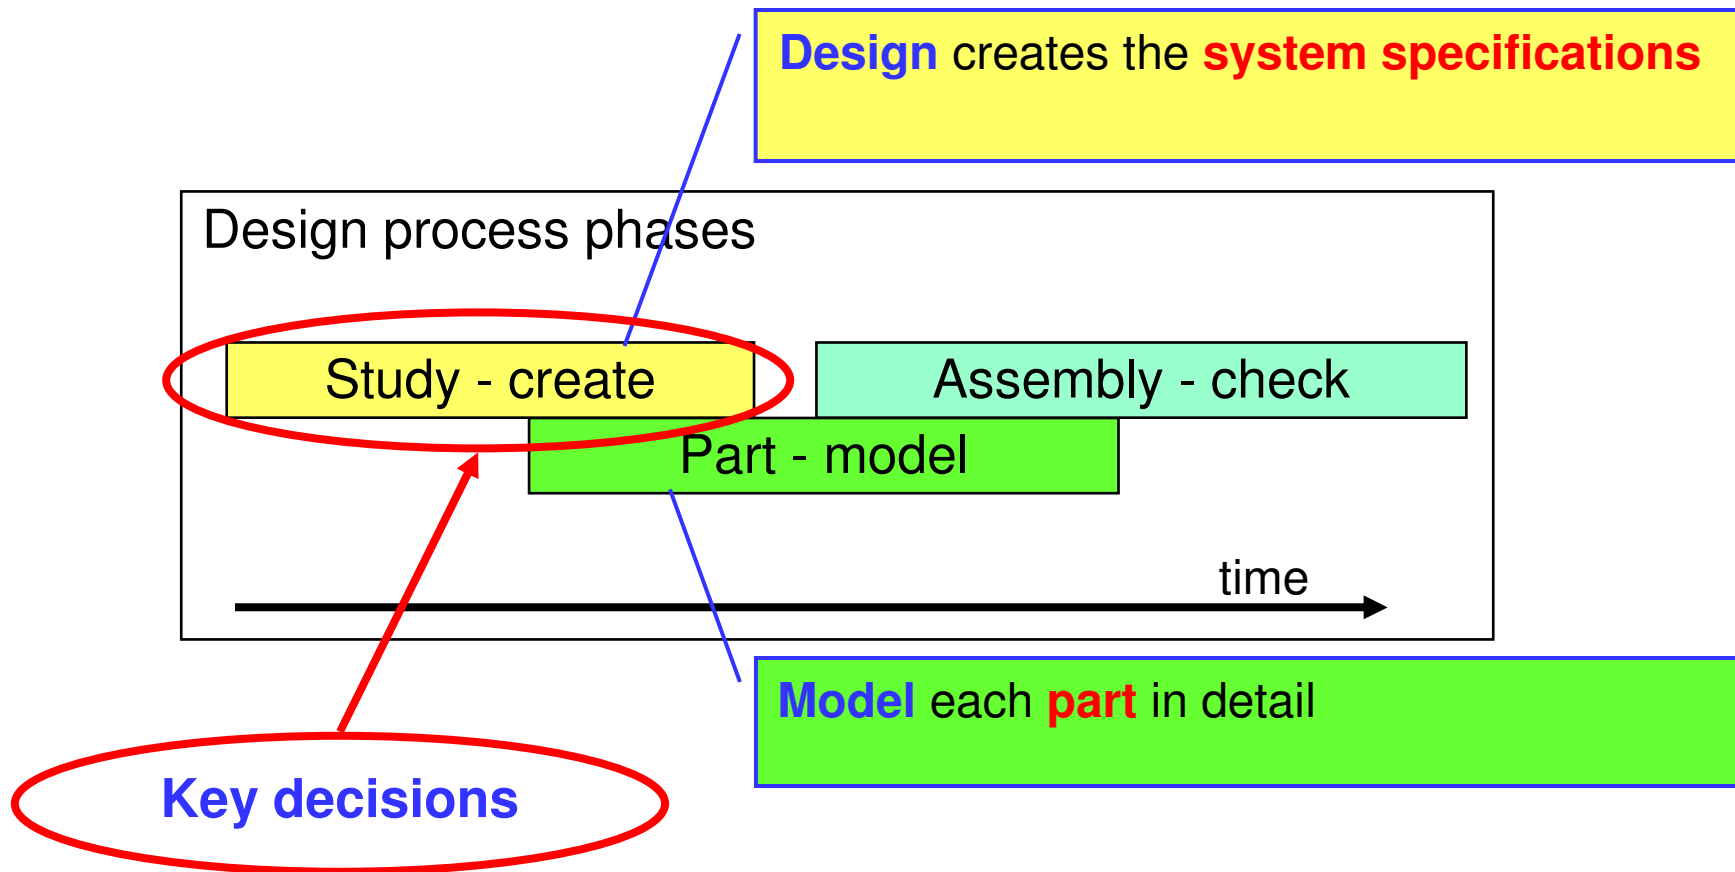 Design creates the system specifications
Design process phases
Study - create
Assembly - check
Part - model
time
Model each part in detail
Key decisions